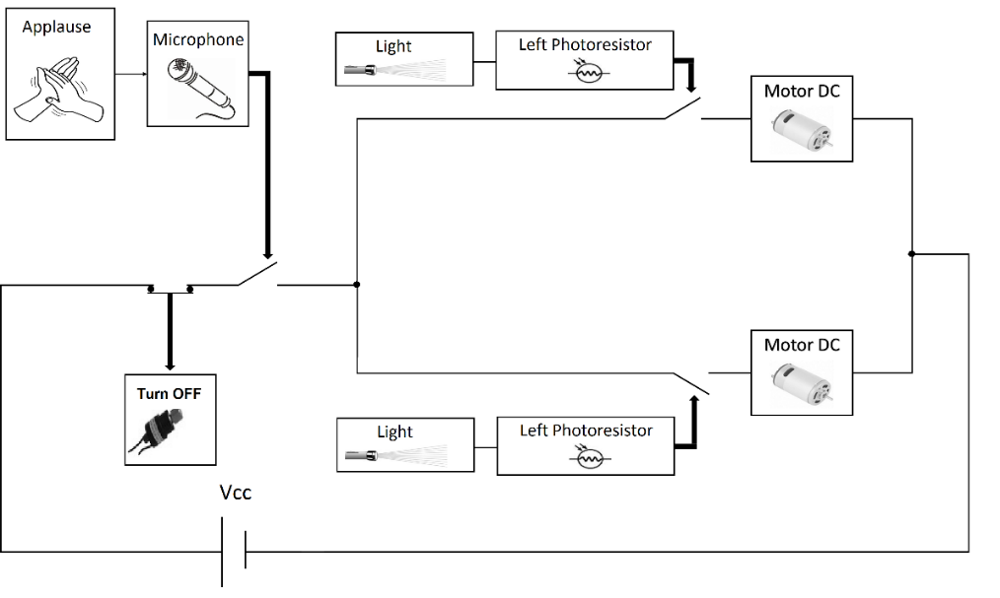 Applause
Microphone
Light
Left Photoresistor
Motor DC
Motor DC
Turn OFF
Light
Left Photoresistor
Vcc